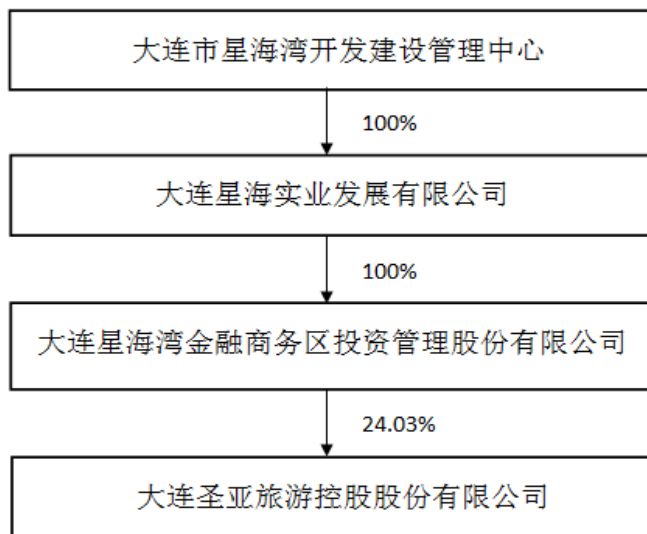 大连市星海湾开发建设管理中心
100%
大连星海实业发展有限公司
100%
大连星海湾金融商务区投资管理股份有限公司
24.03%
大连圣亚旅游控股股份有限公司